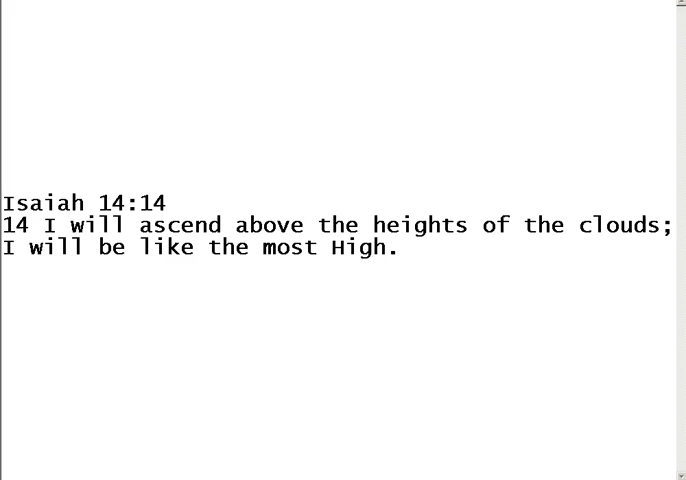 Isaiah 14:14
14 I will ascend above the heights of the clouds;
I will be like the most High.